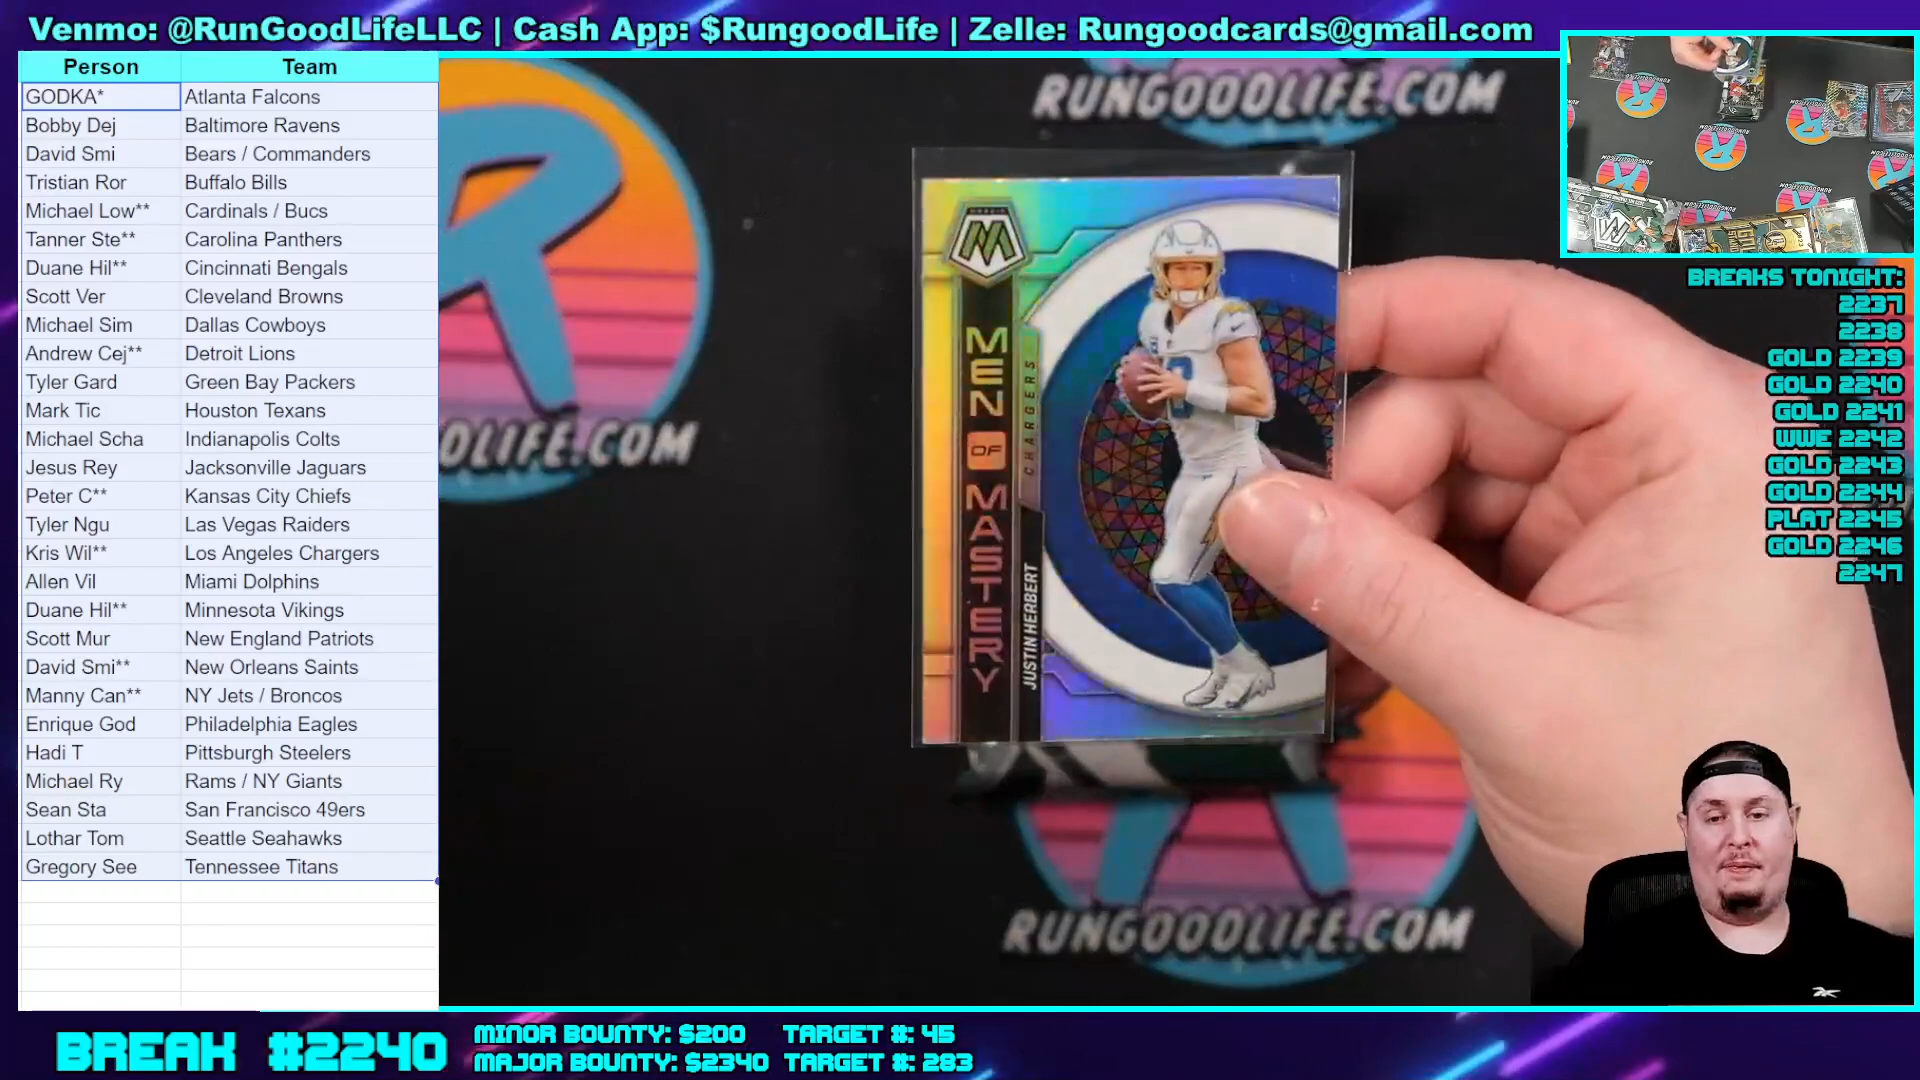 Venmo: @RunGoodLifeLLC | Cash App: $RungoodLife | Zelle: Rungoodcards@gmail.com
Person Team
GODKA* Atlanta Falcons
Bobby Dej Baltimore Ravens
David Smi Bears / Commanders
Tristian Ror Buffalo Bills
Michael Low** Cardinals / Bucs
Tanner Ste** Carolina Panthers
Duane Hil** Cincinnati Bengals
Scott Ver Cleveland Browns
Michael Sim Dallas Cowboys
Andrew Cej** Detroit Lions
Tyler Gard Green Bay Packers
Mark Tic Houston Texans
Michael Scha Indianapolis Colts
Jesus Rey Jacksonville Jaguars
Peter C** Kansas City Chiefs
Tyler Ngu Las Vegas Raiders
Kris Wil** Los Angeles Chargers
Allen Vil Miami Dolphins
Duane Hil** Minnesota Vikings
Scott Mur New England Patriots
David Smi** New Orleans Saints
Manny Can** NY Jets / Broncos
Enrique God Philadelphia Eagles
Hadi T Pittsburgh Steelers
Michael Ry Rams / NY Giants
Sean Sta San Francisco 49ers
Lothar Tom Seattle Seahawks
Gregory See Tennessee Titans
RUNGOODLIFE.COM
R
ODLIFE.COM
MOSAIC
M
MEN OF MASTERY
CHARGERS
JUSTIN HERBERT
RUNGOODLIFE.COM
BREAKS TONIGHT:
2237
2238
GOLD 2239
GOLD 2240
GOLD 2241
WWE 2242
GOLD 2243
GOLD 2244
PLAT 2245
GOLD 2246
2247
BREAK #2240
MINOR BOUNTY: $200 TARGET #: 45
MAJOR BOUNTY: $2340 TARGET #: 283